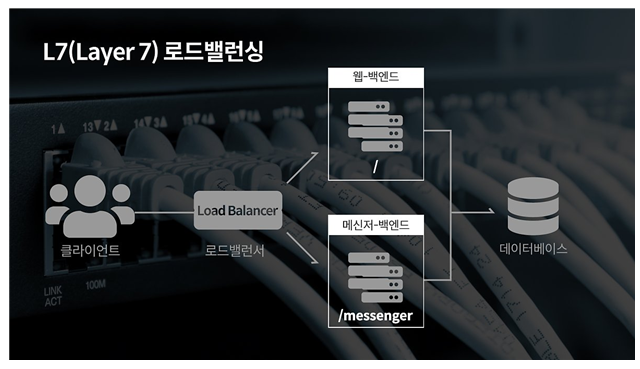 L7(Layer 7) 로드밸런싱
웹-백엔드
1▲ 13▼2▲ 14▼3▲ 15▼4▲
/
Load Balancer
클라이언트
로드밸런서
메신저-백엔드
데이터베이스
LINK
ACT
100M
/messenger